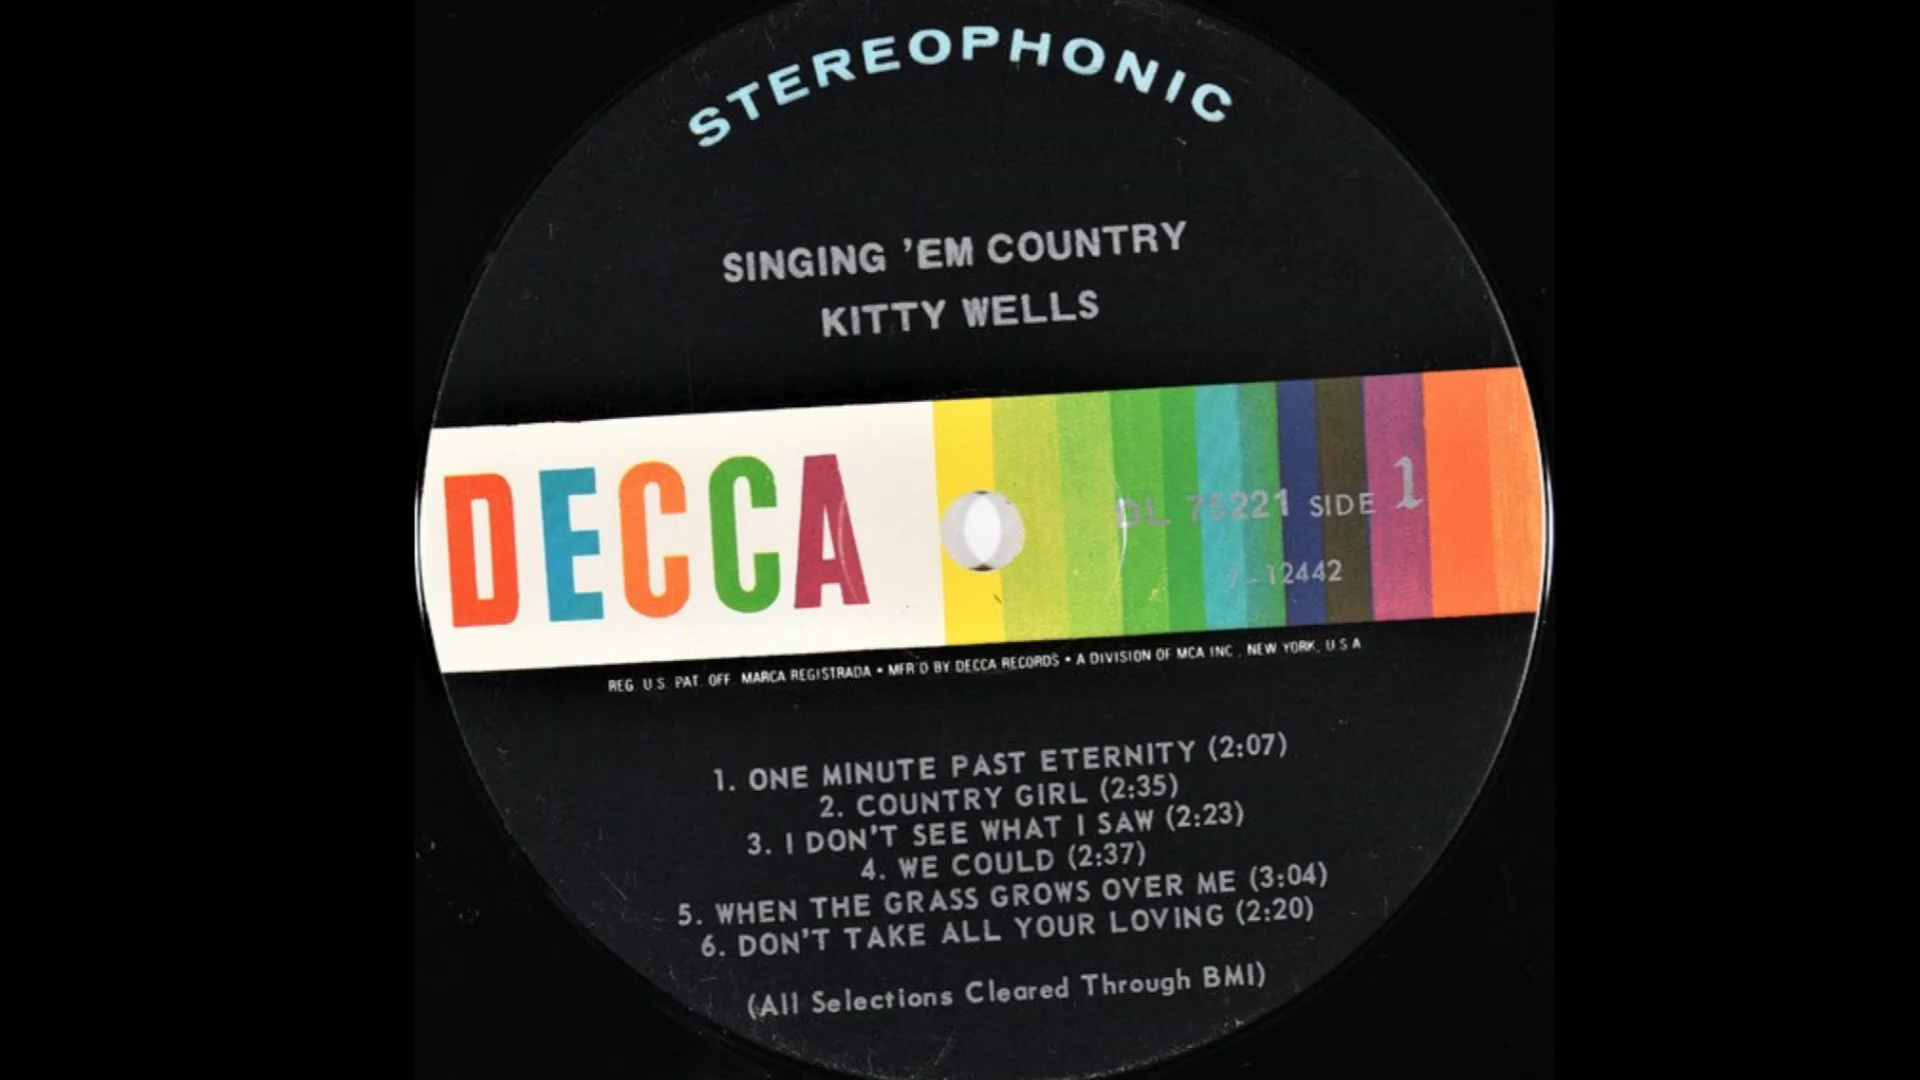 STEREOPHONIC
SINGING 'EM COUNTRY
KITTY WELLS
DECCA
DL 75221 SIDE 1
7-12442
REG. U.S. PAT. OFF. MARCA REGISTRADA • MFR'D BY DECCA RECORDS • A DIVISION OF MCA INC., NEW YORK, U S A
1. ONE MINUTE PAST ETERNITY (2:07)
2. COUNTRY GIRL (2:35)
3. I DON'T SEE WHAT I SAW (2:23)
4. WE COULD (2:37)
5. WHEN THE GRASS GROWS OVER ME (3:04)
6. DON'T TAKE ALL YOUR LOVING (2:20)
(All Selections Cleared Through BMI)